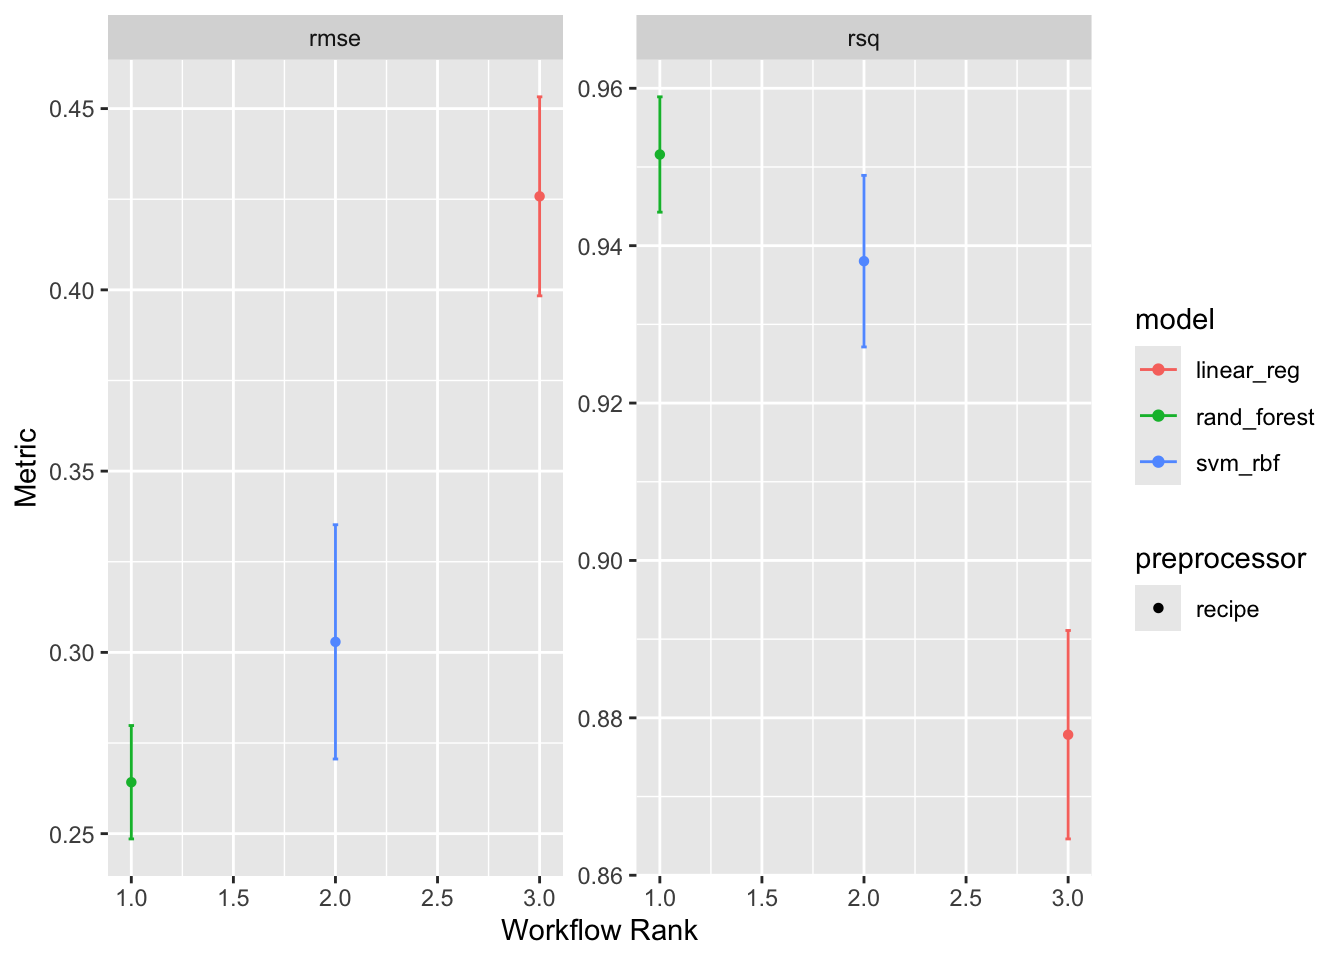 rmse
rsq
Metric
0.45
0.40
0.35
0.30
0.25
0.96
0.94
0.92
0.90
0.88
0.86
1.0 1.5 2.0 2.5 3.0
1.0 1.5 2.0 2.5 3.0
Workflow Rank
model
linear_reg
rand_forest
svm_rbf
preprocessor
recipe